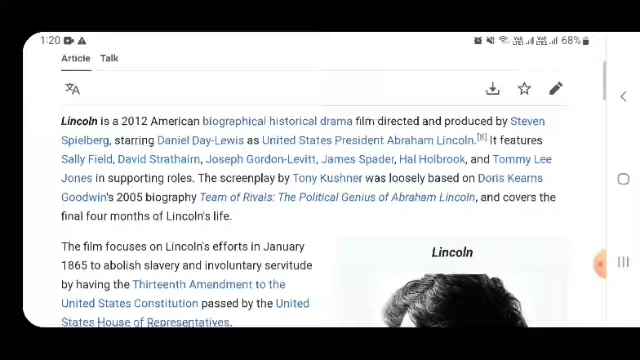 1:20 68%
Article Talk
Lincoln is a 2012 American biographical historical drama film directed and produced by Steven
Spielberg, starring Daniel Day-Lewis as United States President Abraham Lincoln.[8] It features
Sally Field, David Strathairn, Joseph Gordon-Levitt, James Spader, Hal Holbrook, and Tommy Lee
Jones in supporting roles. The screenplay by Tony Kushner was loosely based on Doris Kearns
Goodwin's 2005 biography Team of Rivals: The Political Genius of Abraham Lincoln, and covers the
final four months of Lincoln's life.
The film focuses on Lincoln's efforts in January
1865 to abolish slavery and involuntary servitude
by having the Thirteenth Amendment to the
United States Constitution passed by the United
States House of Representatives.
Lincoln